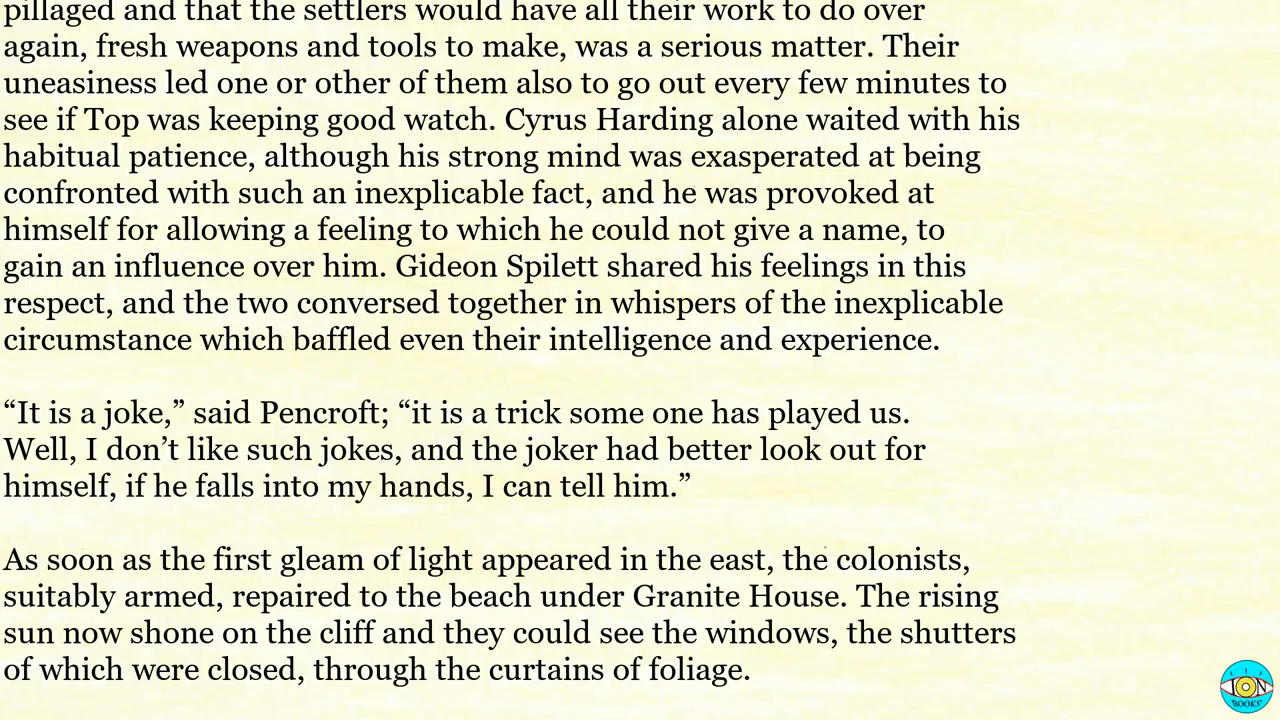 pillaged and that the settlers would have all their work to do over
again, fresh weapons and tools to make, was a serious matter. Their
uneasiness led one or other of them also to go out every few minutes to
see if Top was keeping good watch. Cyrus Harding alone waited with his
habitual patience, although his strong mind was exasperated at being
confronted with such an inexplicable fact, and he was provoked at
himself for allowing a feeling to which he could not give a name, to
gain an influence over him. Gideon Spilett shared his feelings in this
respect, and the two conversed together in whispers of the inexplicable
circumstance which baffled even their intelligence and experience.
“It is a joke,” said Pencroft; “it is a trick some one has played us.
Well, I don’t like such jokes, and the joker had better look out for
himself, if he falls into my hands, I can tell him.”
As soon as the first gleam of light appeared in the east, the colonists,
suitably armed, repaired to the beach under Granite House. The rising
sun now shone on the cliff and they could see the windows, the shutters
of which were closed, through the curtains of foliage.
ION
BOOKS